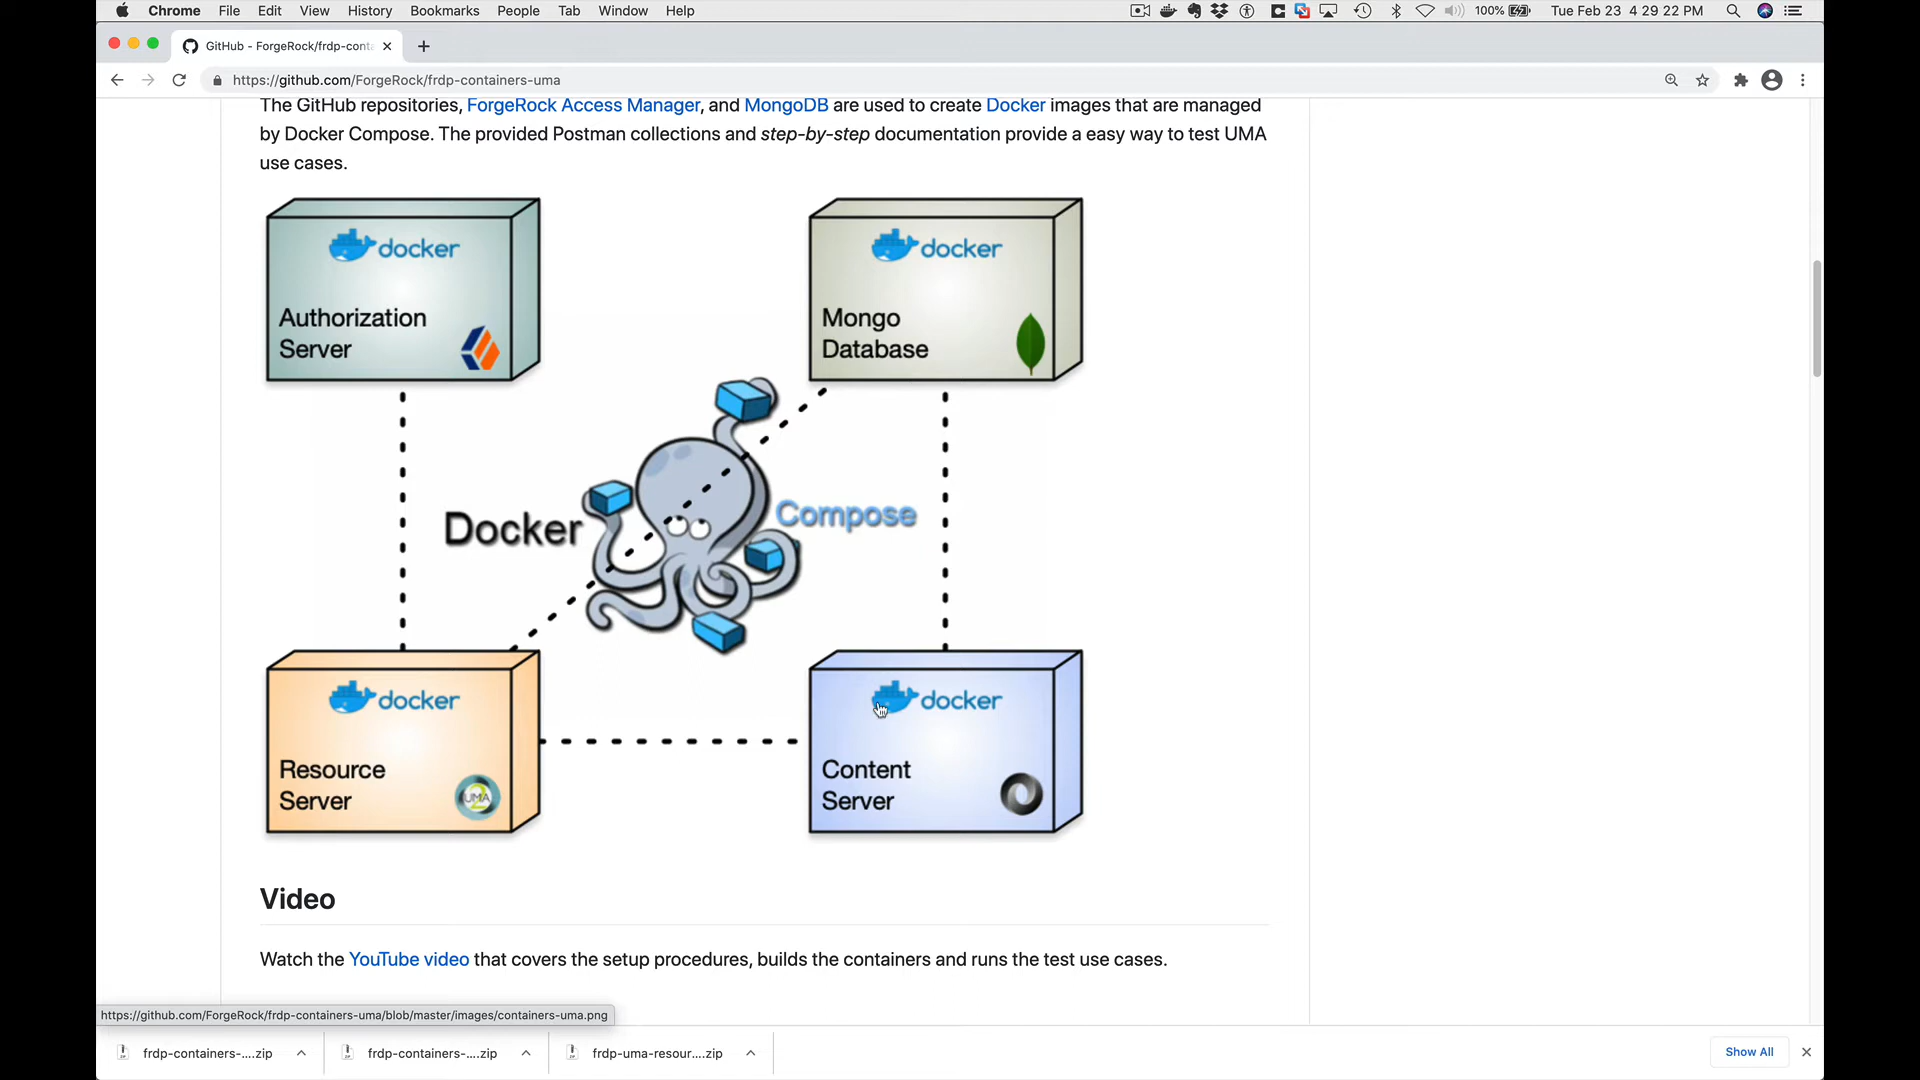 Chrome File Edit View History Bookmarks People Tab Window Help 100% Tue Feb 23 4 29 22 PM
GitHub - ForgeRock/frdp-conta
https://github.com/ForgeRock/frdp-containers-uma
The GitHub repositories, ForgeRock Access Manager, and MongoDB are used to create Docker images that are managed
by Docker Compose. The provided Postman collections and step-by-step documentation provide a easy way to test UMA
use cases.
docker
Authorization
Server
docker
Mongo
Database
Docker
Compose
docker
Resource
Server
UMA
2
docker
Content
Server
Video
Watch the YouTube video that covers the setup procedures, builds the containers and runs the test use cases.
https://github.com/ForgeRock/frdp-containers-uma/blob/master/images/containers-uma.png
frdp-containers-....zip
frdp-containers-....zip
frdp-uma-resour....zip
Show All